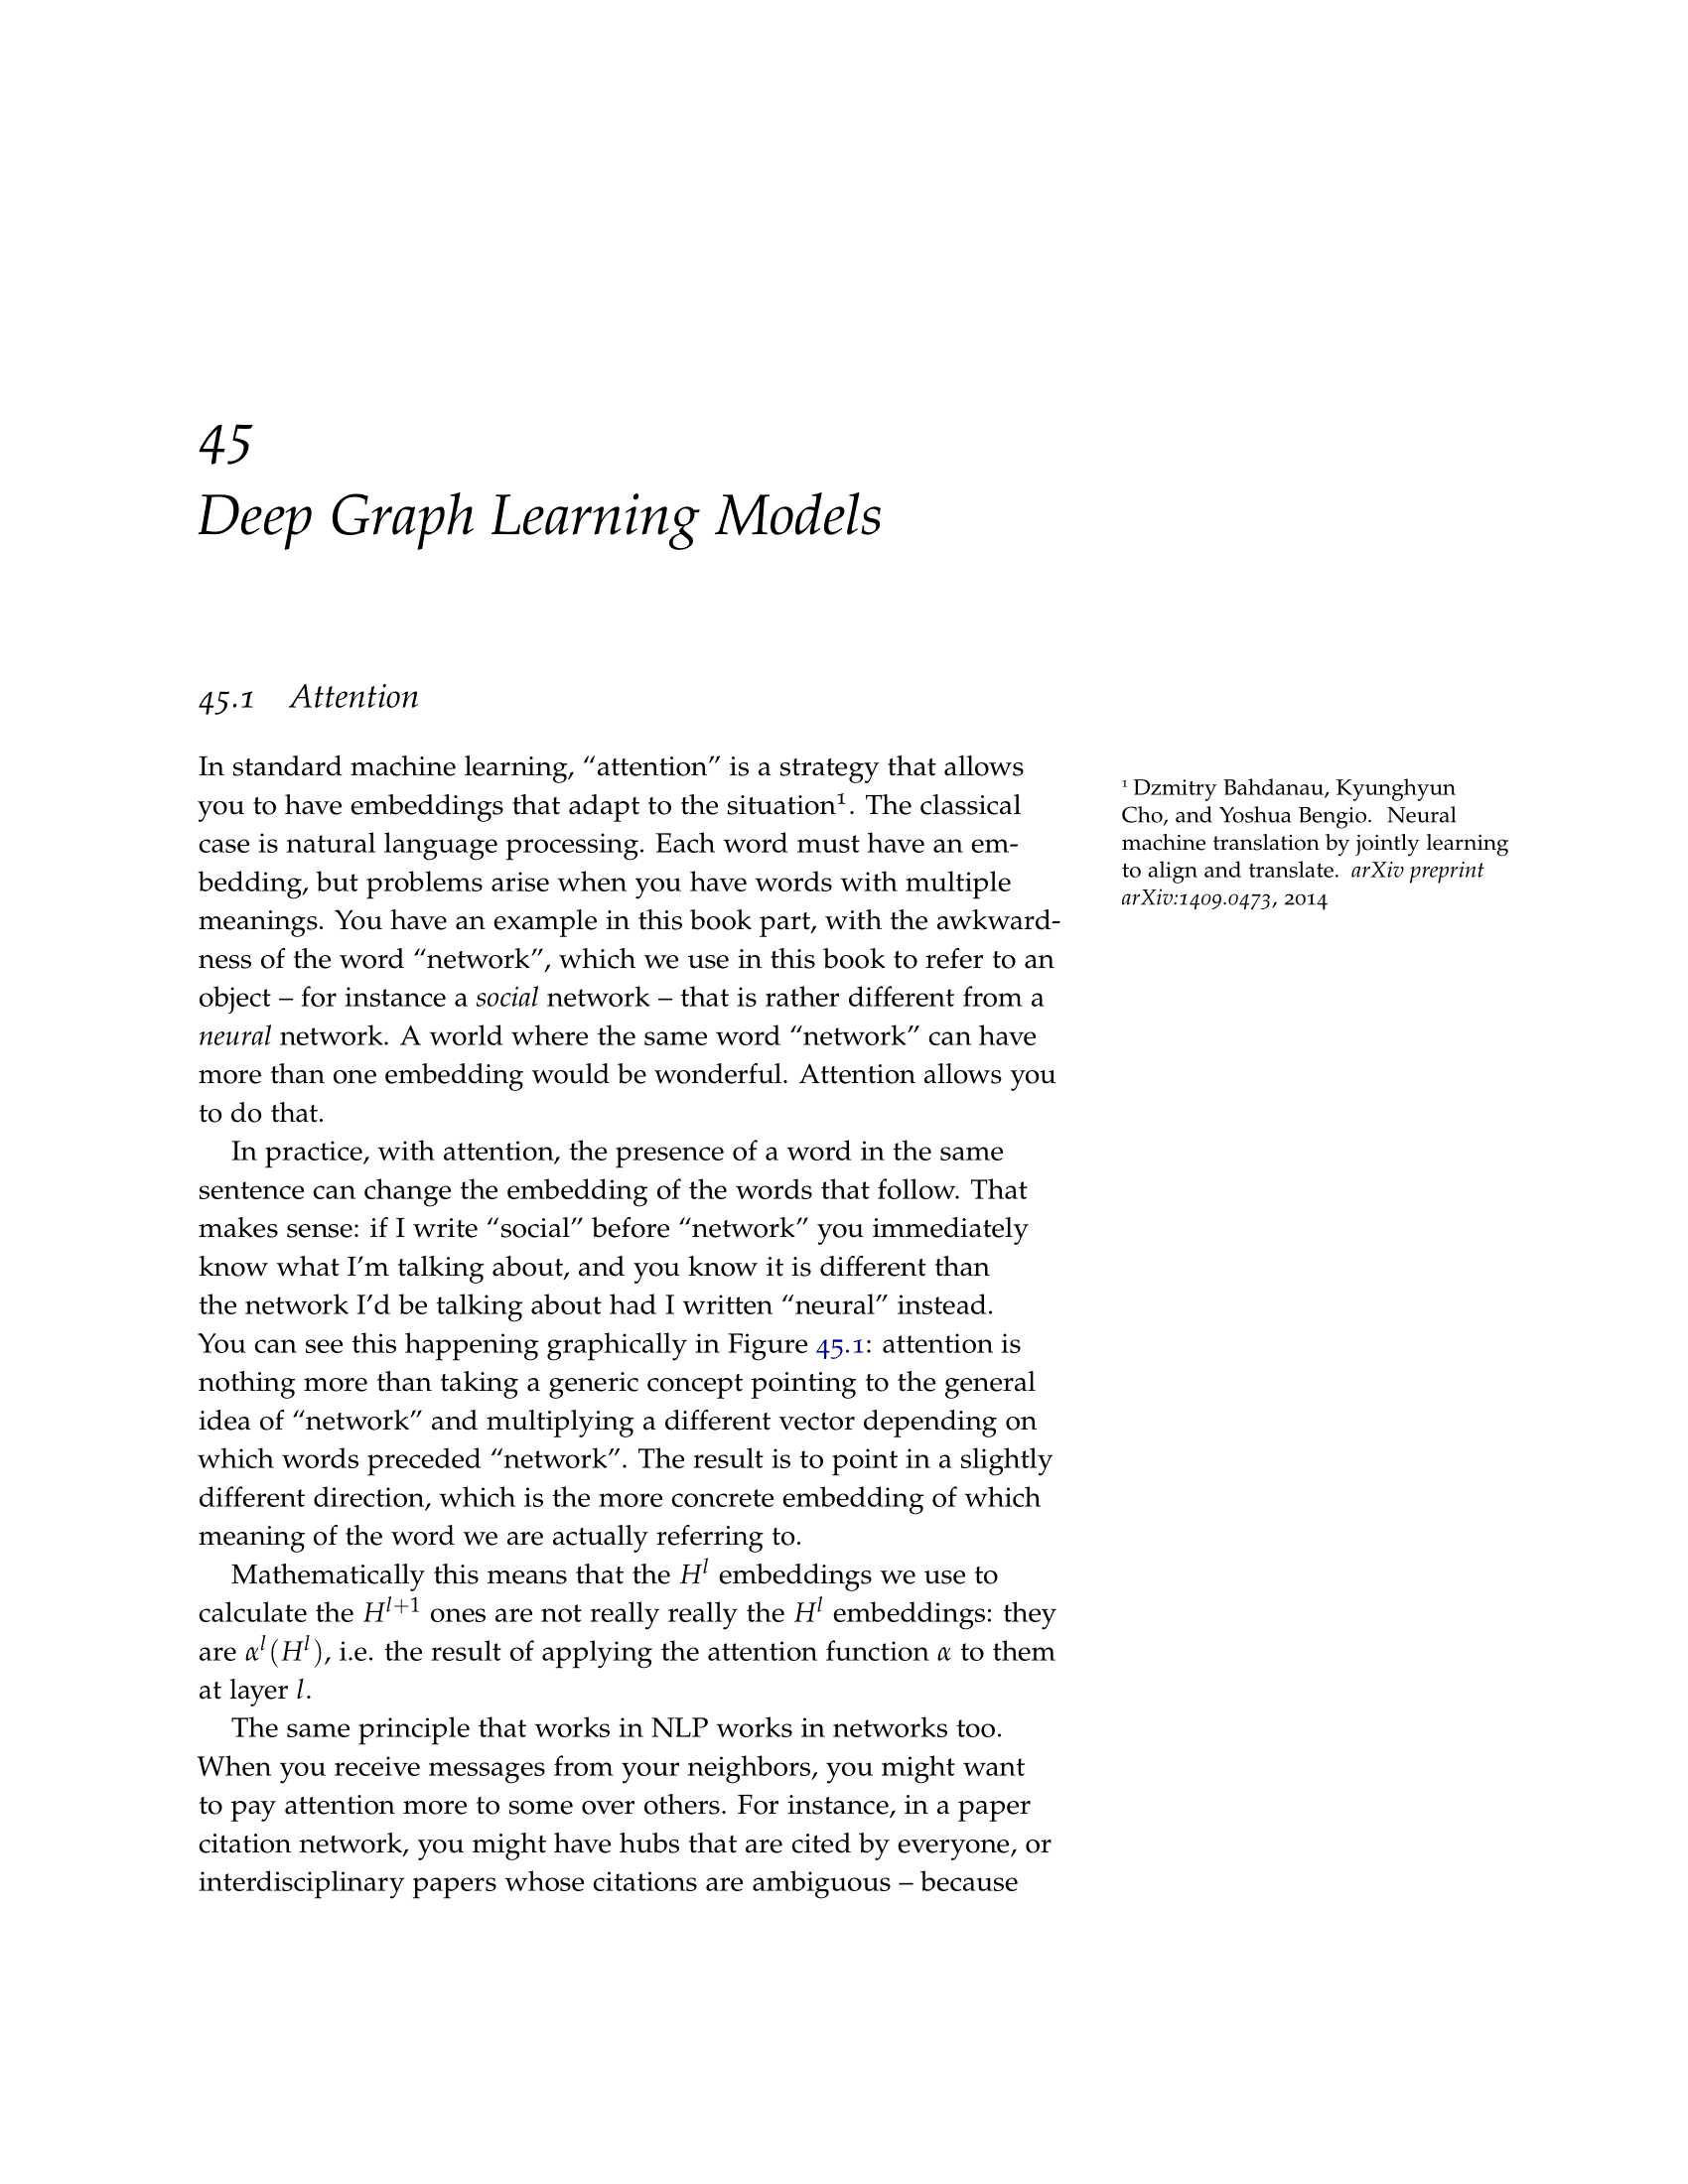 45
Deep Graph Learning Models
45.1 Attention
In standard machine learning, “attention” is a strategy that allows
you to have embeddings that adapt to the situation¹. The classical
case is natural language processing. Each word must have an em-
bedding, but problems arise when you have words with multiple
meanings. You have an example in this book part, with the awkward-
ness of the word “network”, which we use in this book to refer to an
object – for instance a social network – that is rather different from a
neural network. A world where the same word “network” can have
more than one embedding would be wonderful. Attention allows you
to do that.
In practice, with attention, the presence of a word in the same
sentence can change the embedding of the words that follow. That
makes sense: if I write “social” before “network” you immediately
know what I’m talking about, and you know it is different than
the network I’d be talking about had I written “neural” instead.
You can see this happening graphically in Figure 45.1: attention is
nothing more than taking a generic concept pointing to the general
idea of “network” and multiplying a different vector depending on
which words preceded “network”. The result is to point in a slightly
different direction, which is the more concrete embedding of which
meaning of the word we are actually referring to.
Mathematically this means that the H^l embeddings we use to
calculate the H^{l+1} ones are not really really the H^l embeddings: they
are α^l(H^l), i.e. the result of applying the attention function α to them
at layer l.
The same principle that works in NLP works in networks too.
When you receive messages from your neighbors, you might want
to pay attention more to some over others. For instance, in a paper
citation network, you might have hubs that are cited by everyone, or
interdisciplinary papers whose citations are ambiguous – because
¹ Dzmitry Bahdanau, Kyunghyun
Cho, and Yoshua Bengio. Neural
machine translation by jointly learning
to align and translate. arXiv preprint
arXiv:1409.0473, 2014